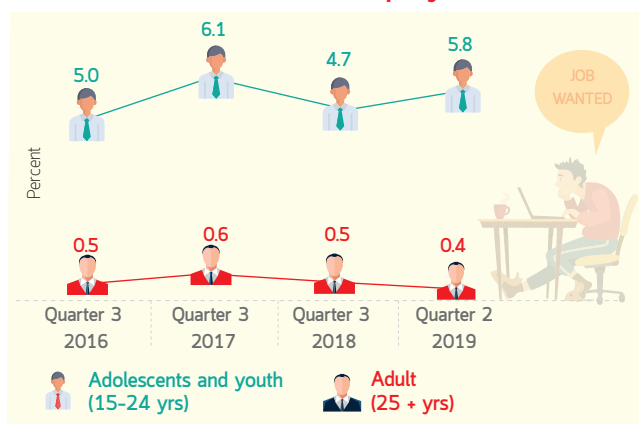 6.1
5.8
5.0
4.7
JOB
WANTED
Percent
0.5
0.6
0.5
0.4
Quarter 3
2016
Quarter 3
2017
Quarter 3
2018
Quarter 2
2019
Adolescents and youth
(15-24 yrs)
Adult
(25 + yrs)